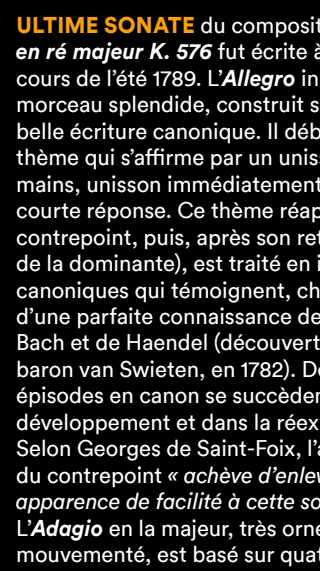 ULTIME SONATE du composit
en ré majeur K. 576 fut écrite à
cours de l'été 1789. L'Allegro in
morceau splendide, construit s
belle écriture canonique. Il déb
thème qui s'affirme par un uniss
mains, unisson immédiatement
courte réponse. Ce thème réap
contrepoint, puis, après son ret
de la dominante), est traité en i
canoniques qui témoignent, ch
d'une parfaite connaissance de
Bach et de Haendel (découvert
baron van Swieten, en 1782). De
épisodes en canon se succèder
développement et dans la réex
Selon Georges de Saint-Foix, l'a
du contrepoint « achève d'enlev
apparence de facilité à cette so
L'Adagio en la majeur, très orne
mouvementé, est basé sur quat